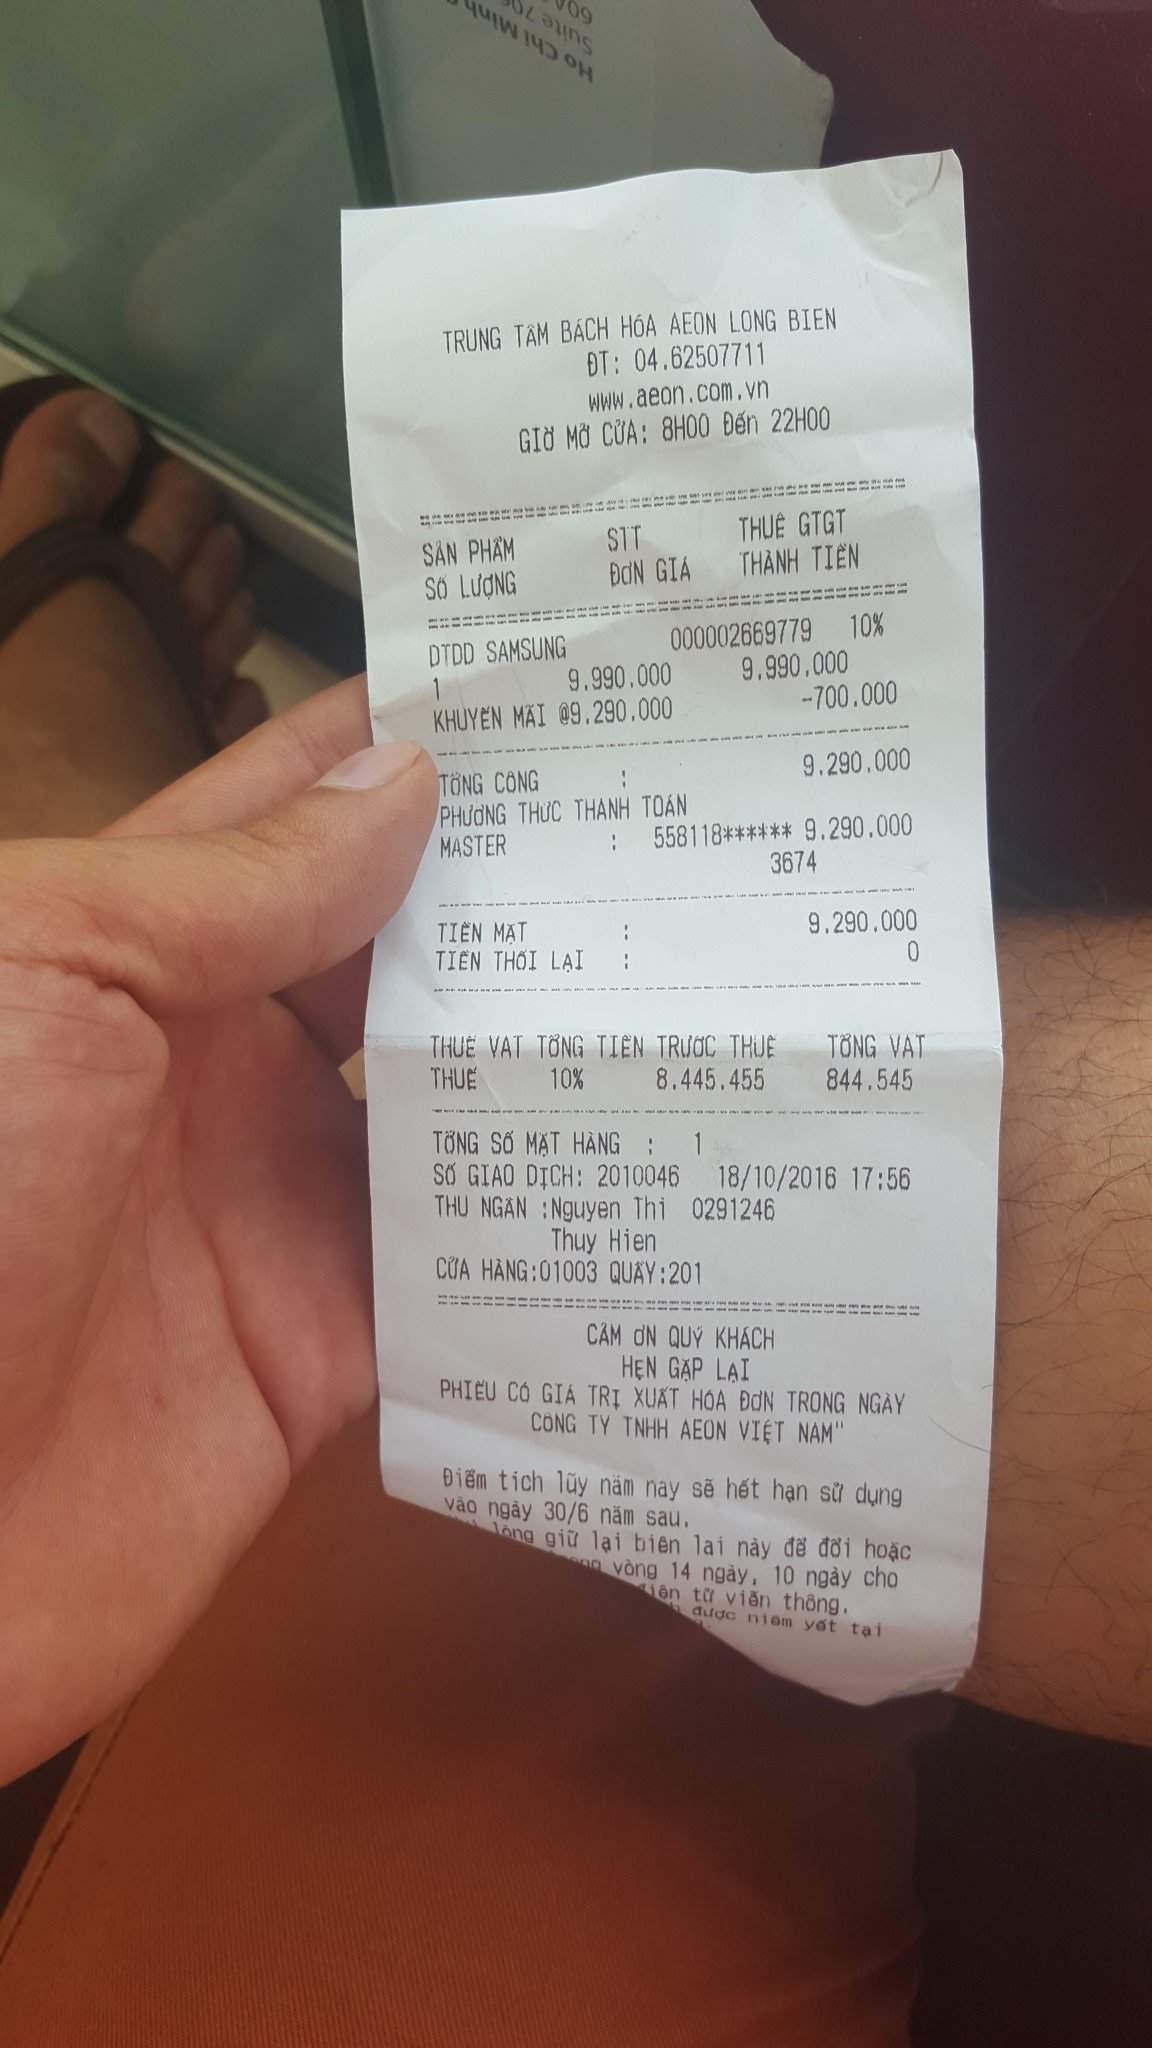 Ho Chi Minh
Suite 706
TRUNG TÂM BÁCH HÓA AEON LONG BIEN
ĐT: 04.62507711
www.aeon.com.vn
GIỜ MỞ CỬA: 8H00 Đến 22H00
SẢN PHẨM STT THUẾ GTGT
SỐ LƯỢNG ĐƠN GIÁ THÀNH TIỀN
DTDD SAMSUNG 000002669779 10%
1 9.990.000 9.990.000
KHUYẾN MÃI @9.290.000 -700.000
TỔNG CỘNG : 9.290.000
PHƯƠNG THỨC THANH TOÁN
MASTER : 558118****** 9.290.000
3674
TIỀN MẶT : 9.290.000
TIỀN THỐI LẠI : 0
THUẾ VAT TỔNG TIỀN TRƯỚC THUẾ TỔNG VAT
THUẾ 10% 8.445.455 844.545
TỔNG SỐ MẶT HÀNG : 1
SỐ GIAO DỊCH: 2010046 18/10/2016 17:56
THU NGÂN :Nguyen Thi 0291246
Thuy Hien
CỬA HÀNG:01003 QUẦY:201
CẢM ƠN QUÝ KHÁCH
HẸN GẶP LẠI
PHIẾU CÓ GIÁ TRỊ XUẤT HÓA ĐƠN TRONG NGÀY
CÔNG TY TNHH AEON VIỆT NAM"
Điểm tích lũy năm nay sẽ hết hạn sử dụng
vào ngày 30/6 năm sau.
lòng giữ lại biên lai này để đổi hoặc
vòng 14 ngày, 10 ngày cho
điện tử viễn thông.
được niêm yết tại